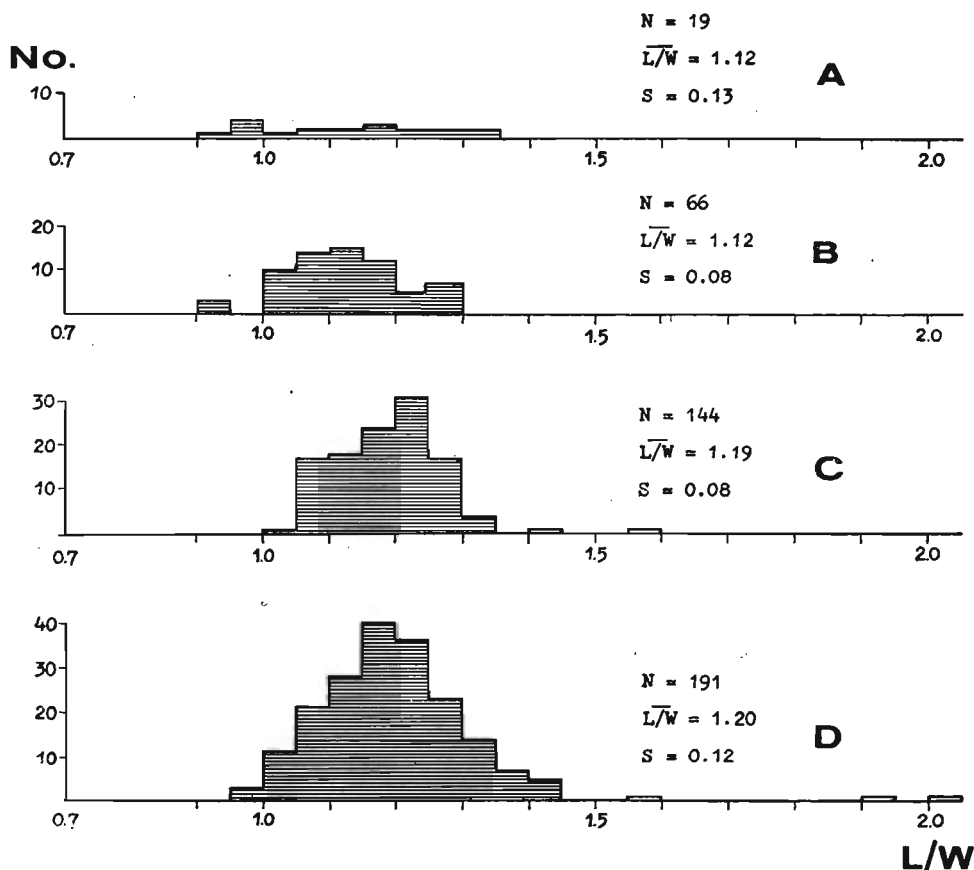 No.
N = 19
L/W = 1.12
S = 0.13
A
10
0.7 1.0 1.5 2.0
N = 66
L/W = 1.12
S = 0.08
B
20
10
0.7 1.0 1.5 2.0
N = 144
L/W = 1.19
S = 0.08
C
30
20
10
0.7 1.0 1.5 2.0
N = 191
L/W = 1.20
S = 0.12
D
40
30
20
10
0.7 1.0 1.5 2.0
L/W